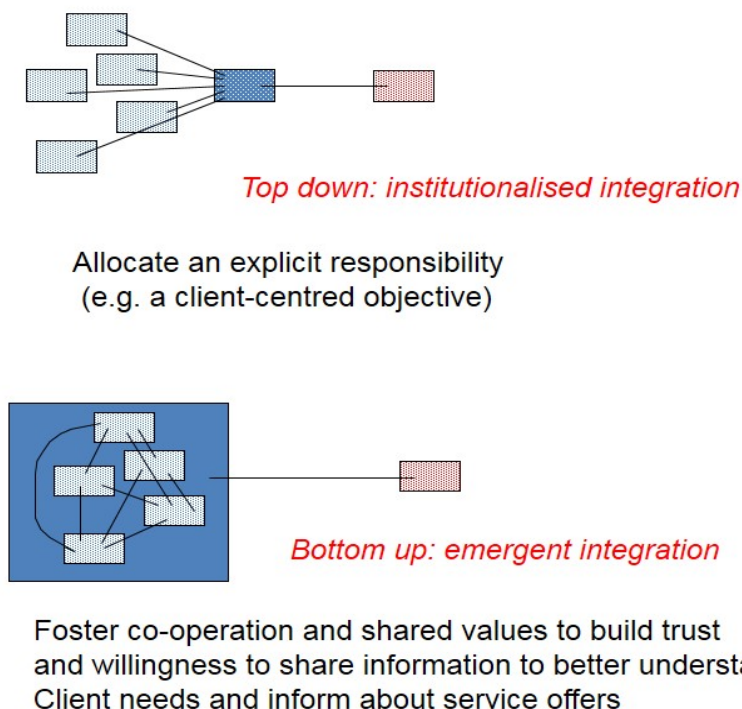 Top down: institutionalised integration
Allocate an explicit responsibility
(e.g. a client-centred objective)
Bottom up: emergent integration
Foster co-operation and shared values to build trust
and willingness to share information to better understa
Client needs and inform about service offers